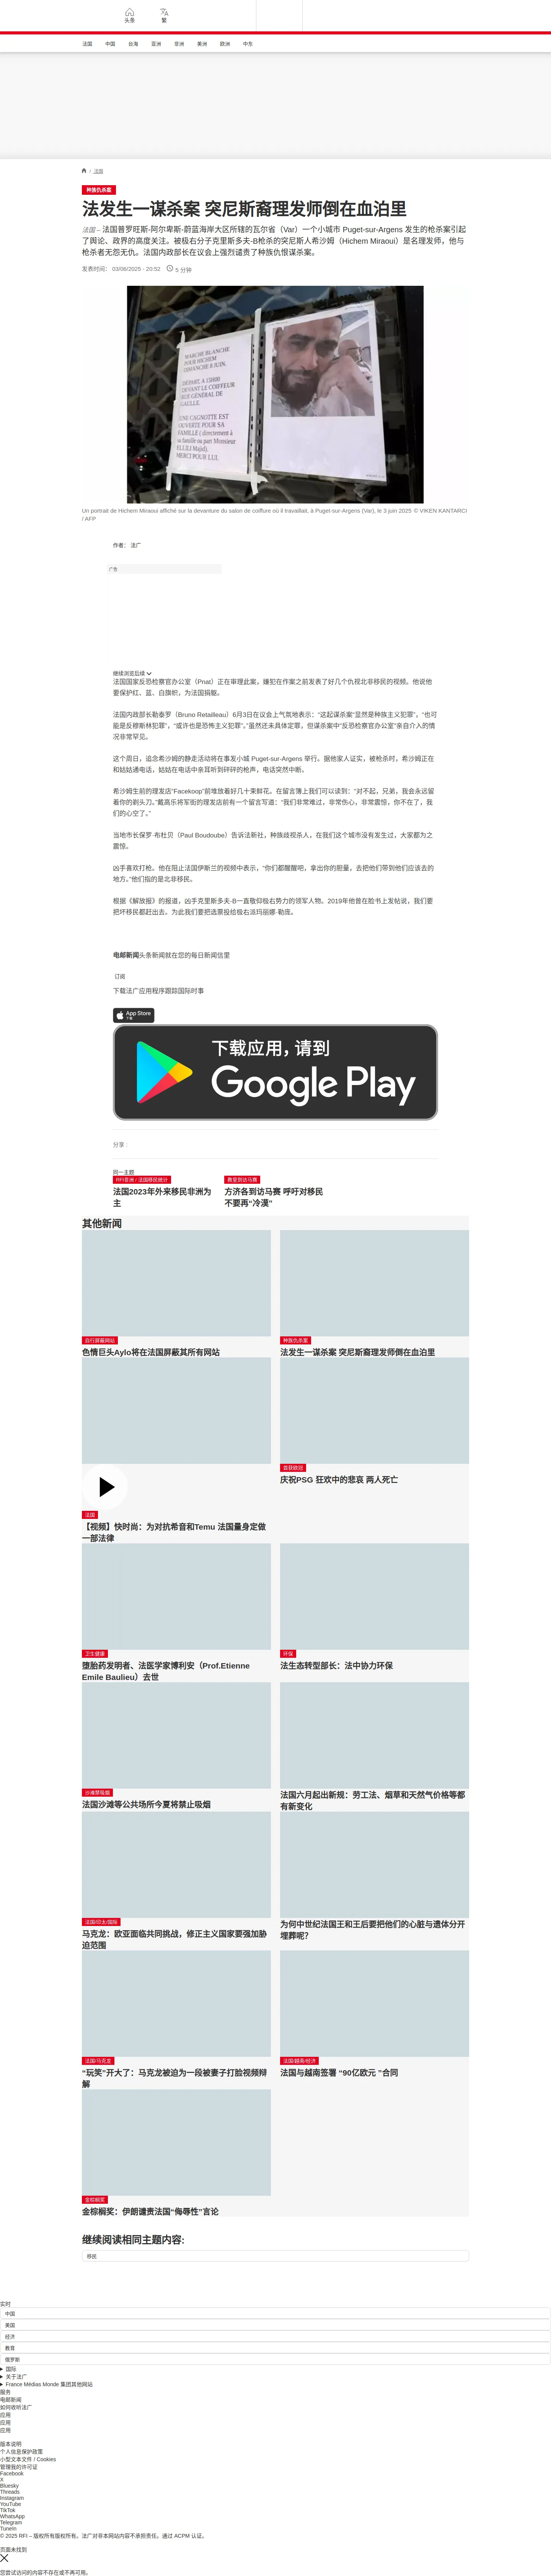 头条
繁
法国
中国
台海
亚洲
非洲
美洲
欧洲
中东
/ 法国
种族仇杀案
法发生一谋杀案 突尼斯裔理发师倒在血泊里
法国 – 法国普罗旺斯-阿尔卑斯-蔚蓝海岸大区所辖的瓦尔省（Var）一个小城市 Puget-sur-Argens 发生的枪杀案引起
了舆论、政界的高度关注。被极右分子克里斯多夫-B枪杀的突尼斯人希沙姆（Hichem Miraoui）是名理发师，他与
枪杀者无怨无仇。法国内政部长在议会上强烈谴责了种族仇恨谋杀案。
发表时间： 03/06/2025 - 20:52
5 分钟
MARCHE BLANCHE
POUR HICHEM
DIMANCHE 8 JUIN.
DÉPART, A 15H00
DEVANT LE COIFFEUR
RUE GÉNÉRAL DE
GAULLE.
UNE CAGNOTTE EST
OUVERTE POUR SA
Un portrait de Hichem Miraoui affiché sur la devanture du salon de coiffure où il travaillait, à Puget-sur-Argens (Var), le 3 juin 2025 © VIKEN KANTARCI
/ AFP
作者： 法广
广告
继续浏览后续
法国国家反恐检察官办公室（Pnat）正在审理此案，嫌犯在作案之前发表了好几个仇视北非移民的视频。他说他
要保护红、蓝、白旗帜，为法国捐躯。
法国内政部长勒泰罗（Bruno Retailleau）6月3日在议会上气氛地表示：“这起谋杀案“显然是种族主义犯罪”，“也可
能是反穆斯林犯罪”，“或许也是恐怖主义犯罪”。”虽然还未具体定罪，但谋杀案中“反恐检察官办公室”亲自介入的情
况非常罕见。
这个周日，追念希沙姆的静走活动将在事发小城 Puget-sur-Argens 举行。据他家人证实，被枪杀时，希沙姆正在
和姑姑通电话，姑姑在电话中亲耳听到砰砰的枪声，电话突然中断。
希沙姆生前的理发店“Facekoop”前堆放着好几十束鲜花。在留言簿上我们可以读到：“对不起，兄弟，我会永远留
着你的剃头刀。”戴高乐将军街的理发店前有一个留言写道：“我们非常难过，非常伤心，非常震惊，你不在了，我
们的心空了。”
当地市长保罗·布杜贝（Paul Boudoube）告诉法新社，种族歧视杀人，在我们这个城市没有发生过，大家都为之
震惊。
凶手喜欢打枪。他在阻止法国伊斯兰的视频中表示，“你们都醒醒吧，拿出你的胆量，去把他们带到他们应该去的
地方。”他们指的是北非移民。
根据《解放报》的报道，凶手克里斯多夫-B一直敬仰极右势力的领军人物。2019年他曾在脸书上发帖说，我们要
把坏移民都赶出去。为此我们要把选票投给极右派玛丽娜-勒庞。
电邮新闻头条新闻就在您的每日新闻信里
订阅
下载法广应用程序跟踪国际时事
App Store
下载
下载应用，请到
Google Play
分享 :
同一主题
RFI非洲 / 法国移民统计
法国2023年外来移民非洲为
主
教皇到访马赛
方济各到访马赛 呼吁对移民
不要再“冷漠”
其他新闻
自行屏蔽网站
色情巨头Aylo将在法国屏蔽其所有网站
种族仇杀案
法发生一谋杀案 突尼斯裔理发师倒在血泊里
法国
【视频】快时尚：为对抗希音和Temu 法国量身定做
一部法律
首获欧冠
庆祝PSG 狂欢中的悲哀 两人死亡
卫生健康
堕胎药发明者、法医学家博利安（Prof.Etienne
Emile Baulieu）去世
环保
法生态转型部长：法中协力环保
沙滩禁吸烟
法国沙滩等公共场所今夏将禁止吸烟
法国六月起出新规：劳工法、烟草和天然气价格等都
有新变化
法国/印太/国际
马克龙：欧亚面临共同挑战，修正主义国家要强加胁
迫范围
为何中世纪法国王和王后要把他们的心脏与遗体分开
埋葬呢？
法国/马克龙
“玩笑”开大了：马克龙被迫为一段被妻子打脸视频辩
解
法国/越南/经济
法国与越南签署 “90亿欧元 ”合同
金棕榈奖
金棕榈奖：伊朗谴责法国“侮辱性”言论
继续阅读相同主题内容:
移民
实时
中国
美国
经济
教育
俄罗斯
国际
关于法广
France Médias Monde 集团其他网站
服务
电邮新闻
如何收听法广
应用
应用
应用
版本说明
个人信息保护政策
小型文本文件 / Cookies
管理我的许可证
Facebook
X
Bluesky
Threads
Instagram
YouTube
TikTok
WhatsApp
Telegram
TuneIn
© 2025 RFI – 版权所有版权所有。法广对非本网站内容不承担责任。通过 ACPM 认证。
页面未找到
您尝试访问的内容不存在或不再可用。